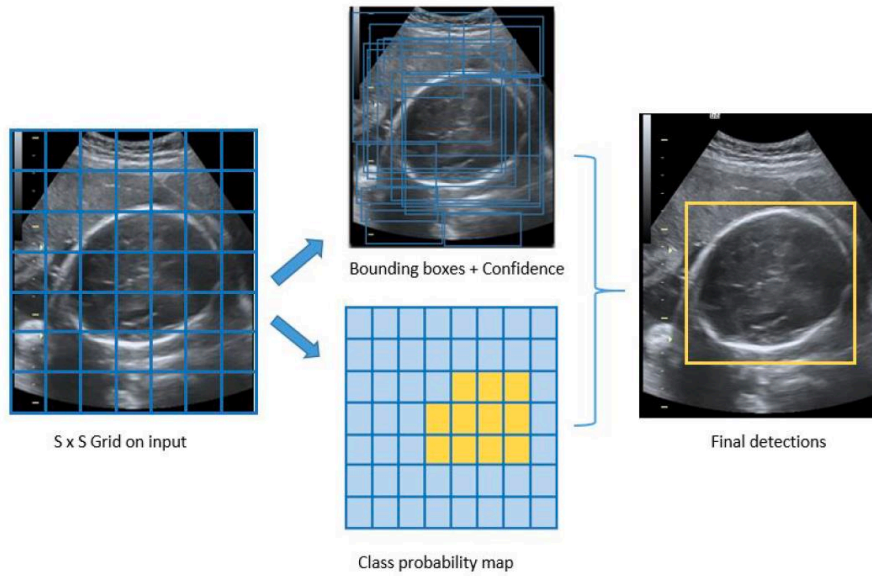 Bounding boxes + Confidence
S x S Grid on input
Final detections
Class probability map